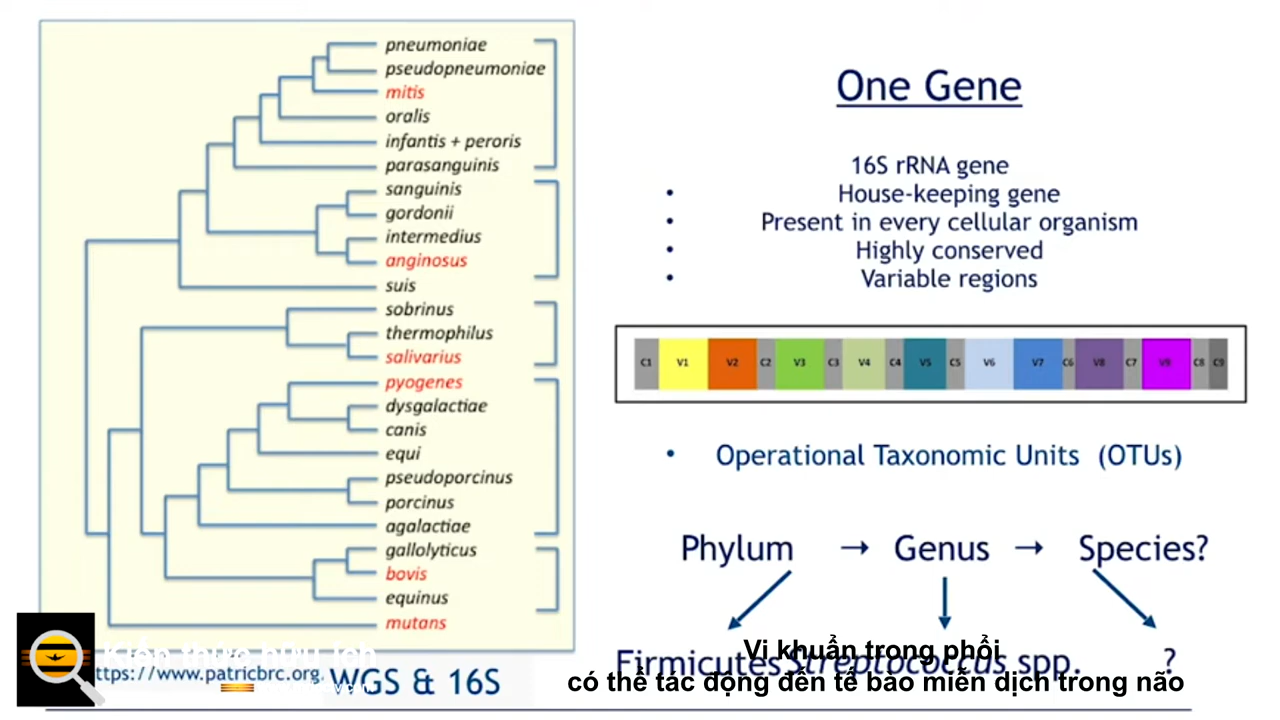 pneumoniae
pseudopneumoniae
mitis
oralis
infantis + peroris
parasanguinis
sanguinis
gordonii
intermedius
anginosus
suis
sobrinus
thermophilus
salivarius
pyogenes
dysgalactiae
canis
equi
pseudoporcinus
porcinus
agalactiae
gallolyticus
bovis
equinus
mutans
ttps://www.patricbrc.org
WGS & 16S
One Gene
16S rRNA gene
• House-keeping gene
• Present in every cellular organism
• Highly conserved
• Variable regions
C1 V1 V2 C2 V3 C3 V4 C4 V5 C5 V6 V7 C6 V8 C7 V9 C8 C9
• Operational Taxonomic Units (OTUs)
Phylum → Genus → Species?
Firmicutes Streptococcus spp. ?
Vi khuẩn trong phổi
có thể tác động đến tế bào miễn dịch trong não